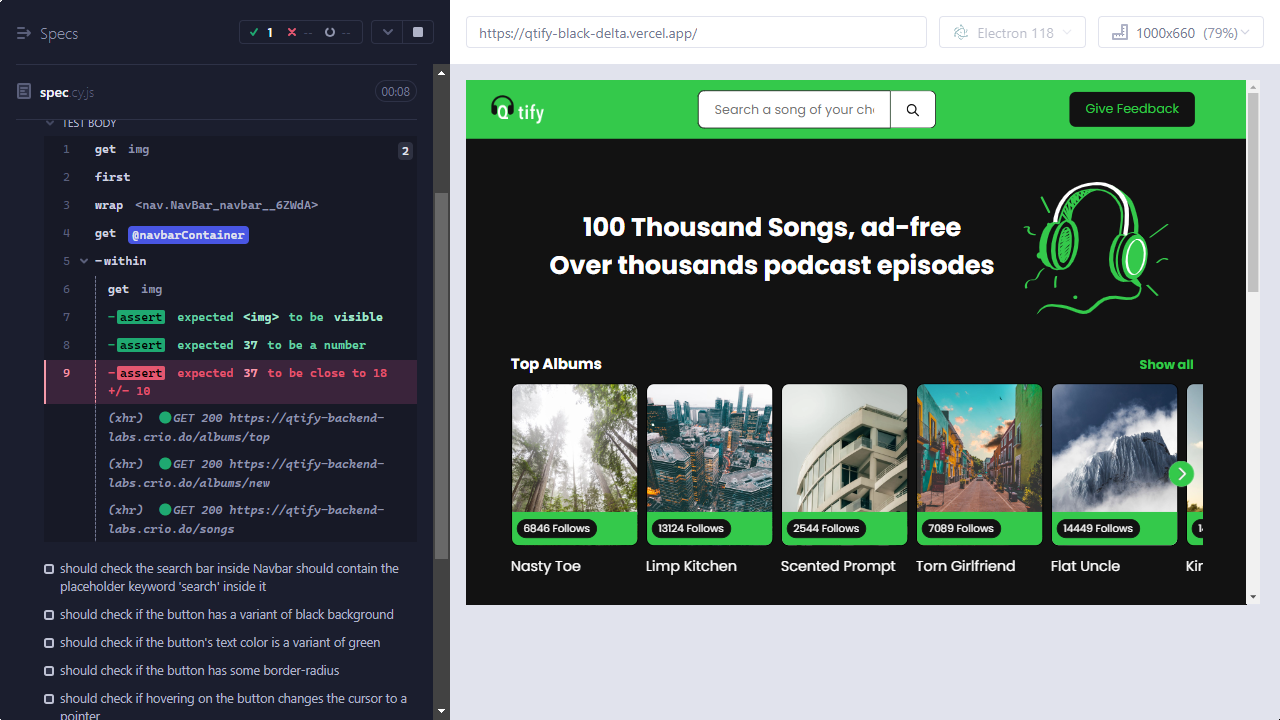 Specs
1 -- --
spec.cy.js
00:08
TEST BODY
1 get img 2
2 first
3 wrap <nav.NavBar_navbar__6ZWdA>
4 get @navbarContainer
5 -within
6 get img
7 -assert expected <img> to be visible
8 -assert expected 37 to be a number
9 -assert expected 37 to be close to 18
+/- 10
(xhr) GET 200 https://qtify-backend-
labs.crio.do/albums/top
(xhr) GET 200 https://qtify-backend-
labs.crio.do/albums/new
(xhr) GET 200 https://qtify-backend-
labs.crio.do/songs
should check the search bar inside Navbar should contain the
placeholder keyword 'search' inside it
should check if the button has a variant of black background
should check if the button's text color is a variant of green
should check if the button has some border-radius
should check if hovering on the button changes the cursor to a
pointer
https://qtify-black-delta.vercel.app/
Electron 118
1000x660 (79%)
Qtify
Search a song of your cho
Give Feedback
100 Thousand Songs, ad-free
Over thousands podcast episodes
Top Albums
Show all
6846 Follows
13124 Follows
2544 Follows
7089 Follows
14449 Follows
Nasty Toe
Limp Kitchen
Scented Prompt
Torn Girlfriend
Flat Uncle